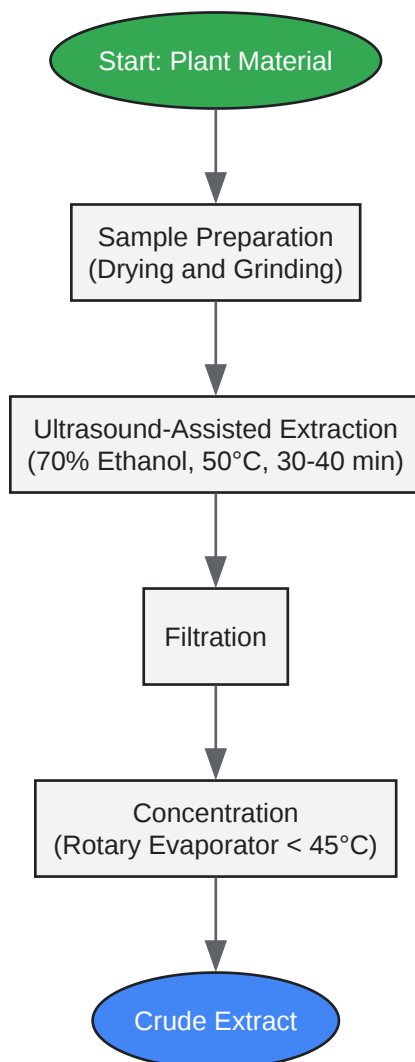 Start: Plant Material
Sample Preparation
(Drying and Grinding)
Ultrasound-Assisted Extraction
(70% Ethanol, 50°C, 30-40 min)
Filtration
Concentration
(Rotary Evaporator < 45°C)
Crude Extract